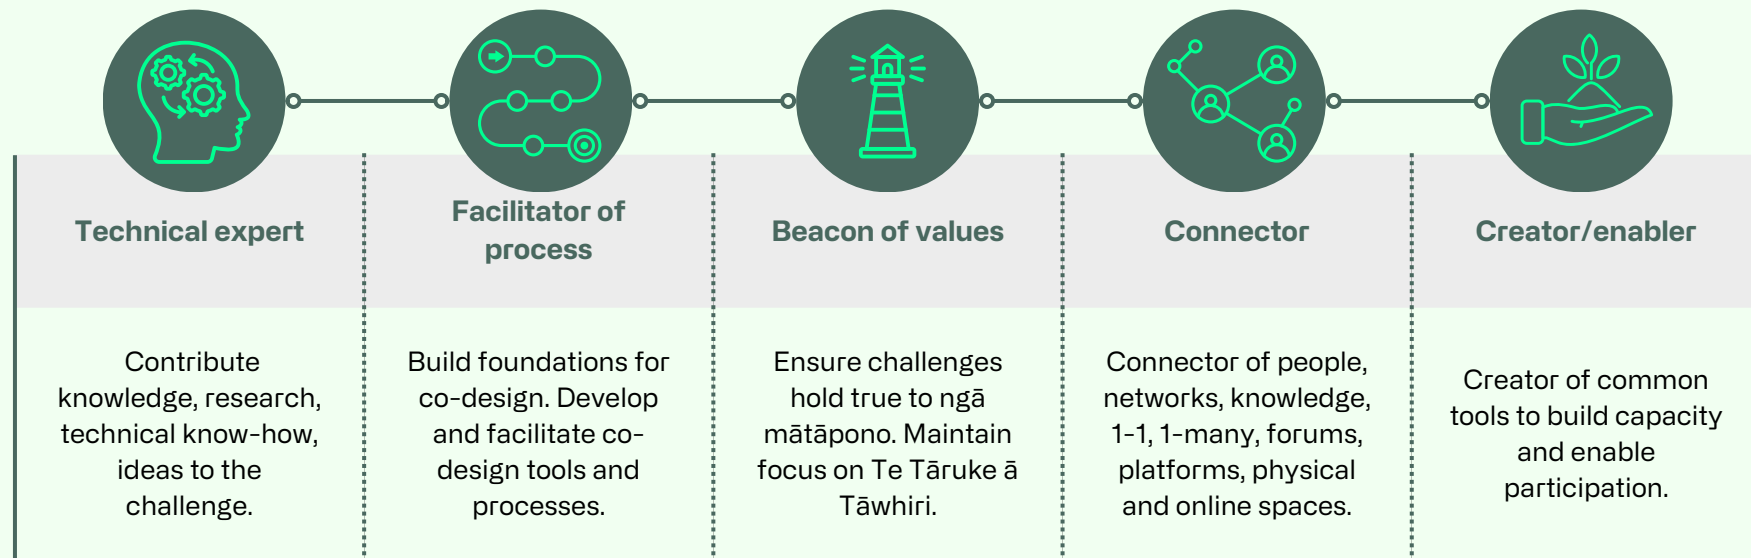 Technical expert
Facilitator of
process
Beacon of values
Connector
Creator/enabler
Contribute
knowledge, research,
technical know-how,
ideas to the
challenge.
Build foundations for
co-design. Develop
and facilitate co-
design tools and
processes.
Ensure challenges
hold true to ngā
mātāpono. Maintain
focus on Te Tāruke ā
Tāwhiri.
Connector of people,
networks, knowledge,
1-1, 1-many, forums,
platforms, physical
and online spaces.
Creator of common
tools to build capacity
and enable
participation.